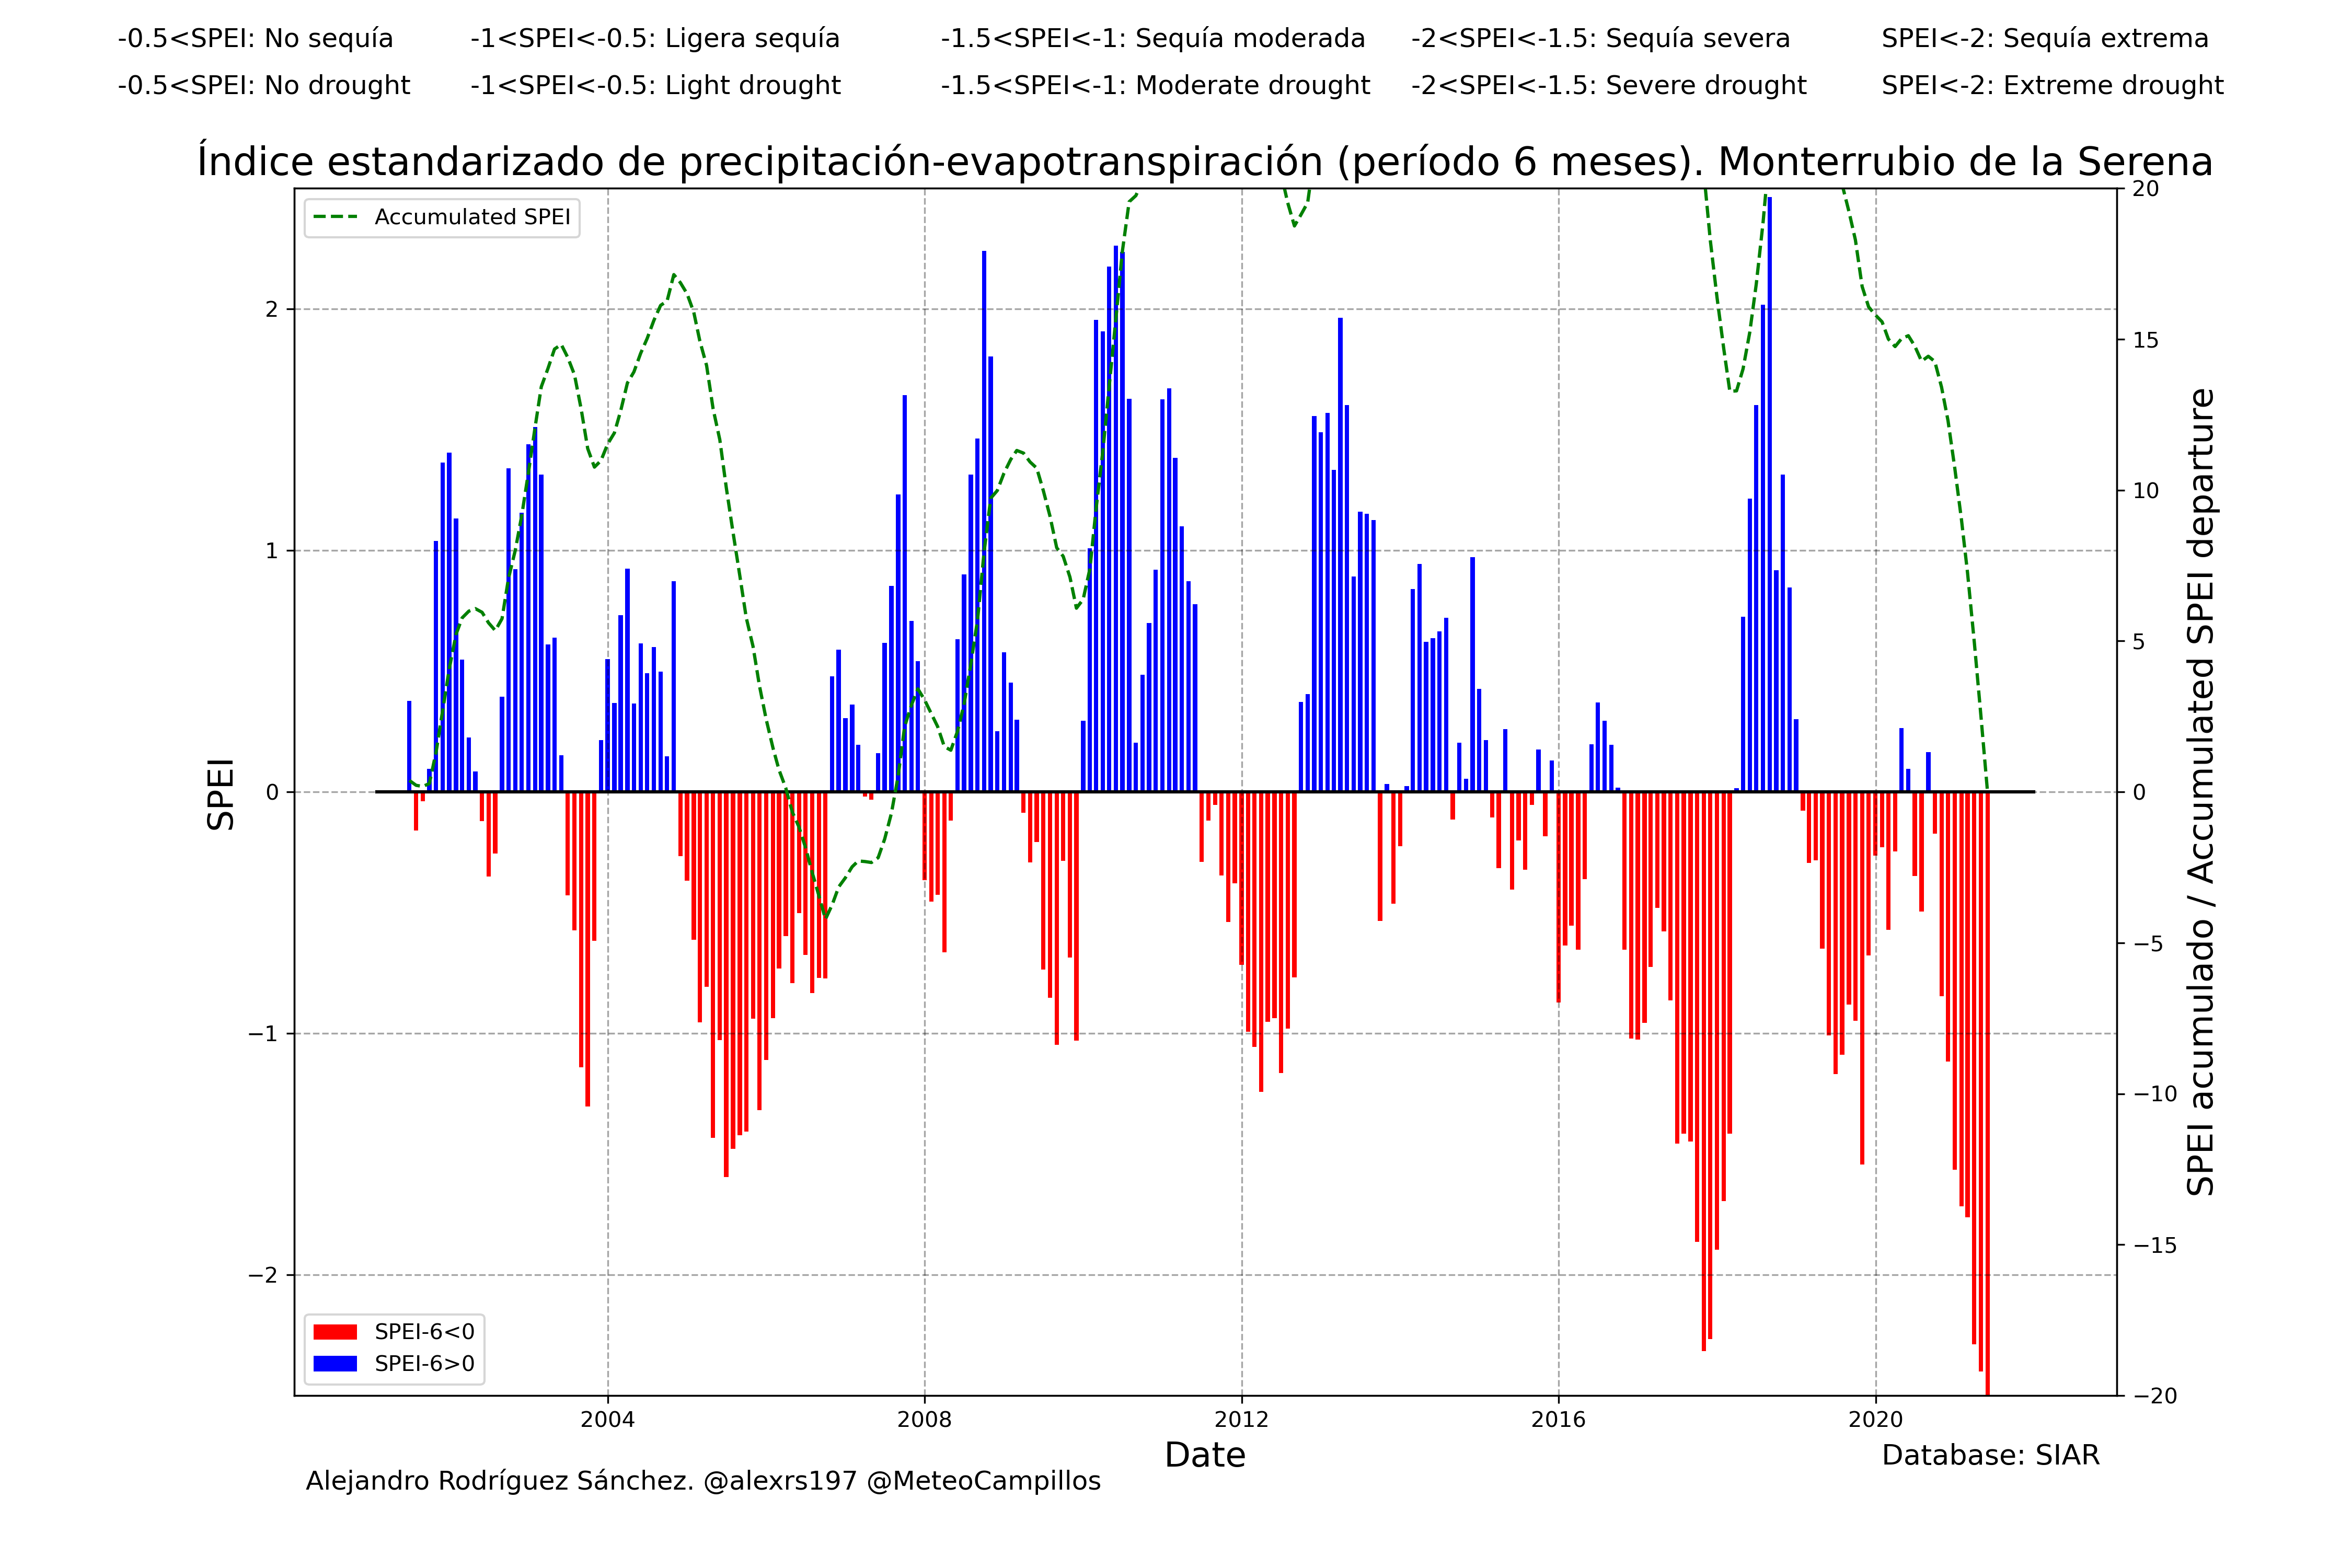 -0.5<SPEI: No sequía -1<SPEI<-0.5: Ligera sequía -1.5<SPEI<-1: Sequía moderada -2<SPEI<-1.5: Sequía severa SPEI<-2: Sequía extrema
-0.5<SPEI: No drought -1<SPEI<-0.5: Light drought -1.5<SPEI<-1: Moderate drought -2<SPEI<-1.5: Severe drought SPEI<-2: Extreme drought
Índice estandarizado de precipitación-evapotranspiración (período 6 meses). Monterrubio de la Serena
Accumulated SPEI
2
1
0
−1
−2
SPEI
20
15
10
5
0
−5
−10
−15
−20
SPEI acumulado / Accumulated SPEI departure
SPEI-6<0
SPEI-6>0
2004 2008 2012 2016 2020
Date
Database: SIAR
Alejandro Rodríguez Sánchez. @alexrs197 @MeteoCampillos